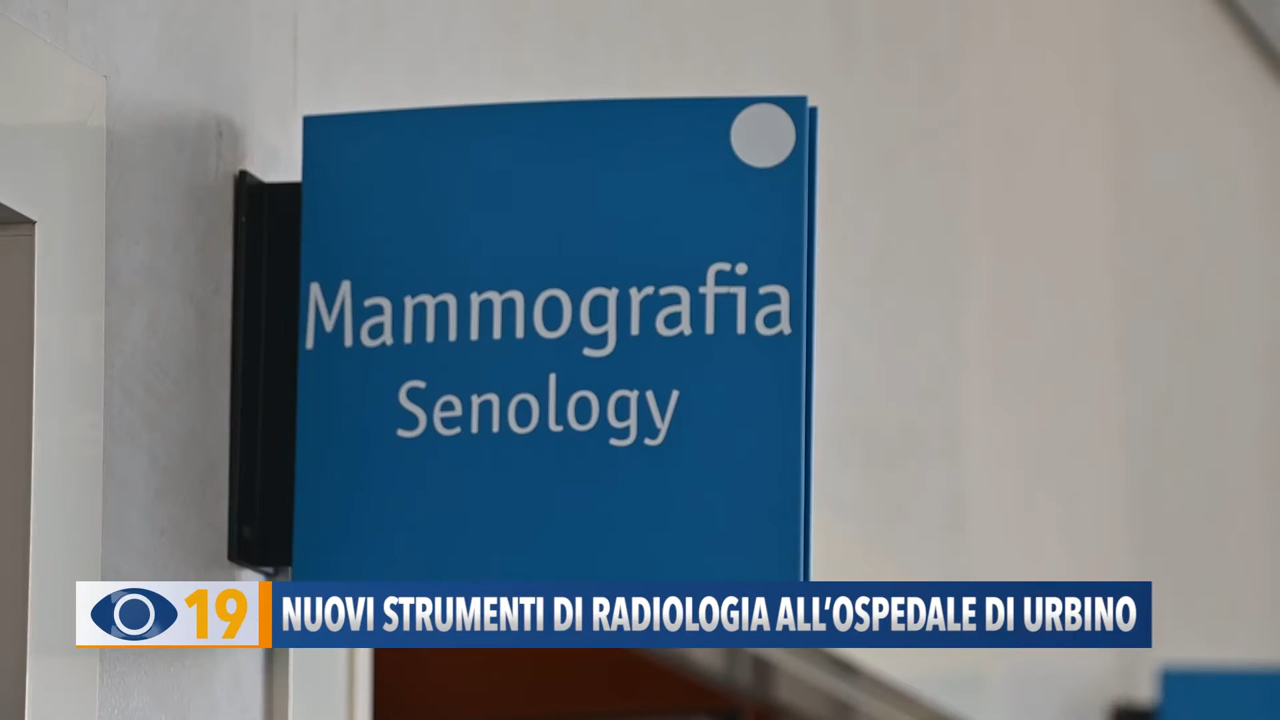 Mammografia
Senology
19 NUOVI STRUMENTI DI RADIOLOGIA ALL'OSPEDALE DI URBINO